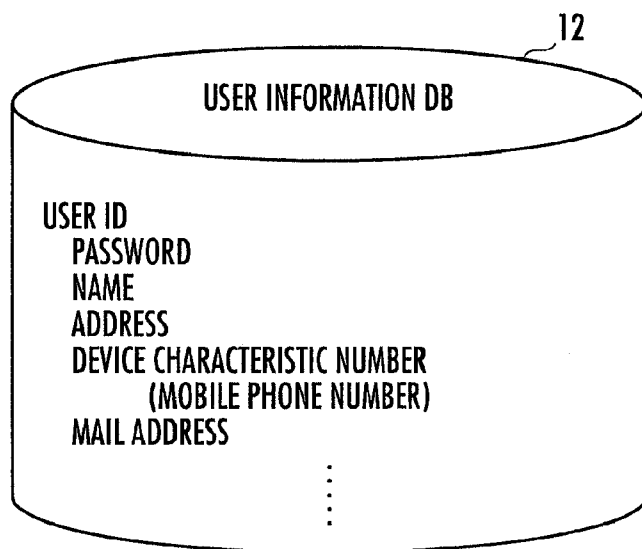 12
USER INFORMATION DB
USER ID
PASSWORD
NAME
ADDRESS
DEVICE CHARACTERISTIC NUMBER
(MOBILE PHONE NUMBER)
MAIL ADDRESS